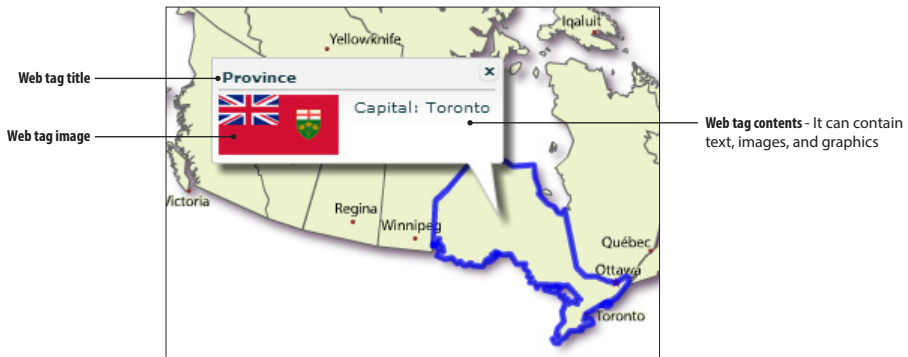 Iqaluit
Yellowknife
Web tag title
Province
x
Capital: Toronto
Web tag contents - It can contain
text, images, and graphics
Web tag image
ictoria
Regina
Winnipeg
Québec
Ottawa
Toronto